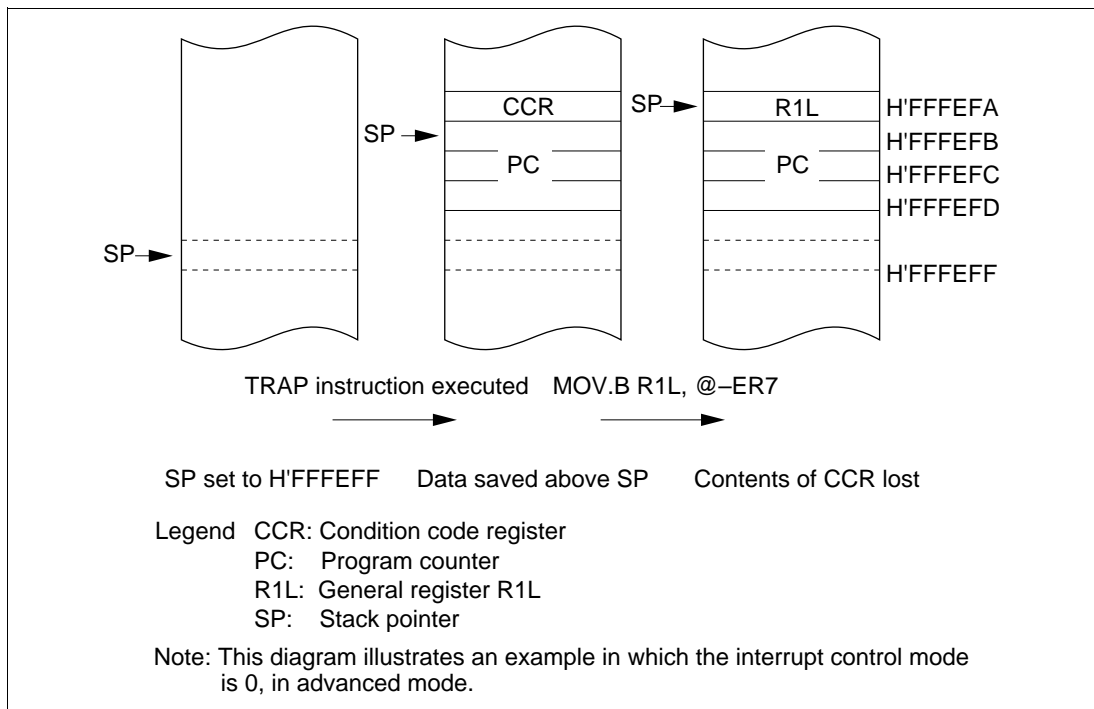 CCR
SP
R1L
H'FFFEFA
SP
H'FFFEFB
PC
PC
H'FFFEFC
H'FFFEFD
SP
H'FFFEFF
TRAP instruction executed
MOV.B R1L, @–ER7
SP set to H'FFFEFF
Data saved above SP
Contents of CCR lost
Legend
CCR: Condition code register
PC: Program counter
R1L: General register R1L
SP: Stack pointer
Note: This diagram illustrates an example in which the interrupt control mode
is 0, in advanced mode.